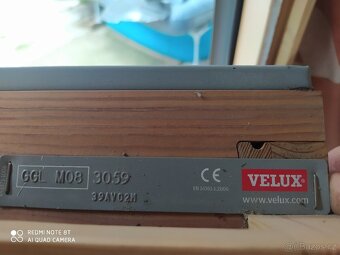 GGL M08 3059
39AV02M
CE
VELUX
www.velux.com
REDMI NOTE 8T
AI QUAD CAMERA